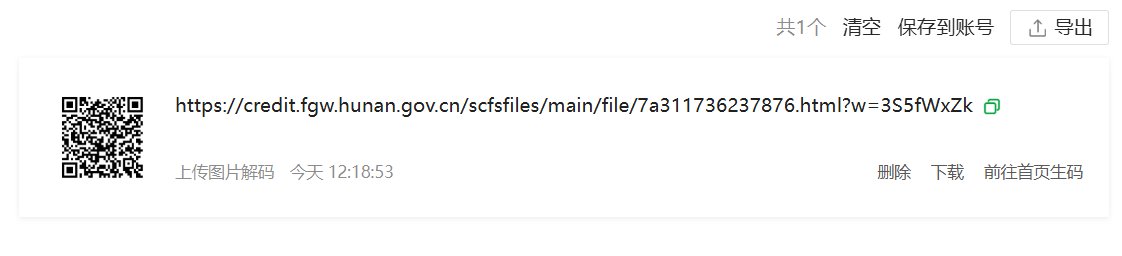 共1个 清空 保存到账号 导出
https://credit.fgw.hunan.gov.cn/scfsfiles/main/file/7a311736237876.html?w=3S5fWxZk
上传图片解码 今天 12:18:53 删除 下载 前往首页生码